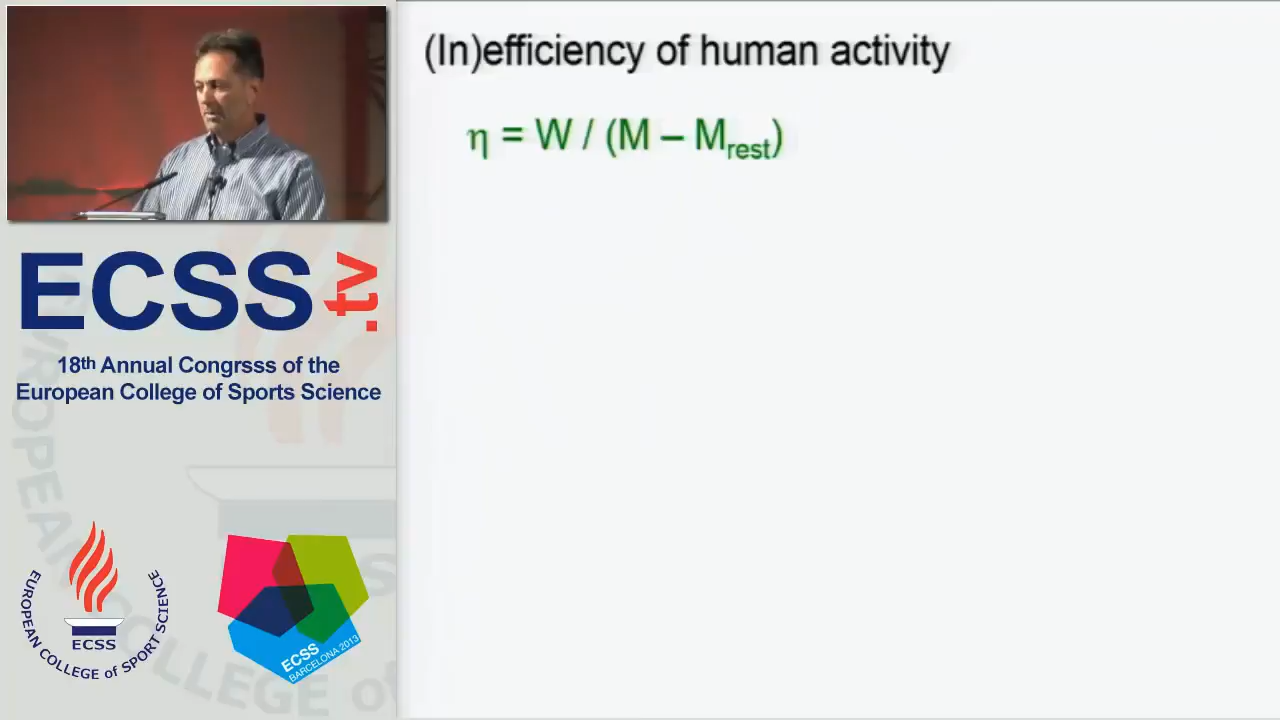 (In)efficiency of human activity
η = W / (M – Mrest)
ECSS.tv
18th Annual Congrsss of the
European College of Sports Science
EUROPEAN COLLEGE of SPORT SCIENCE
ECSS
ECSS
BARCELONA 2013